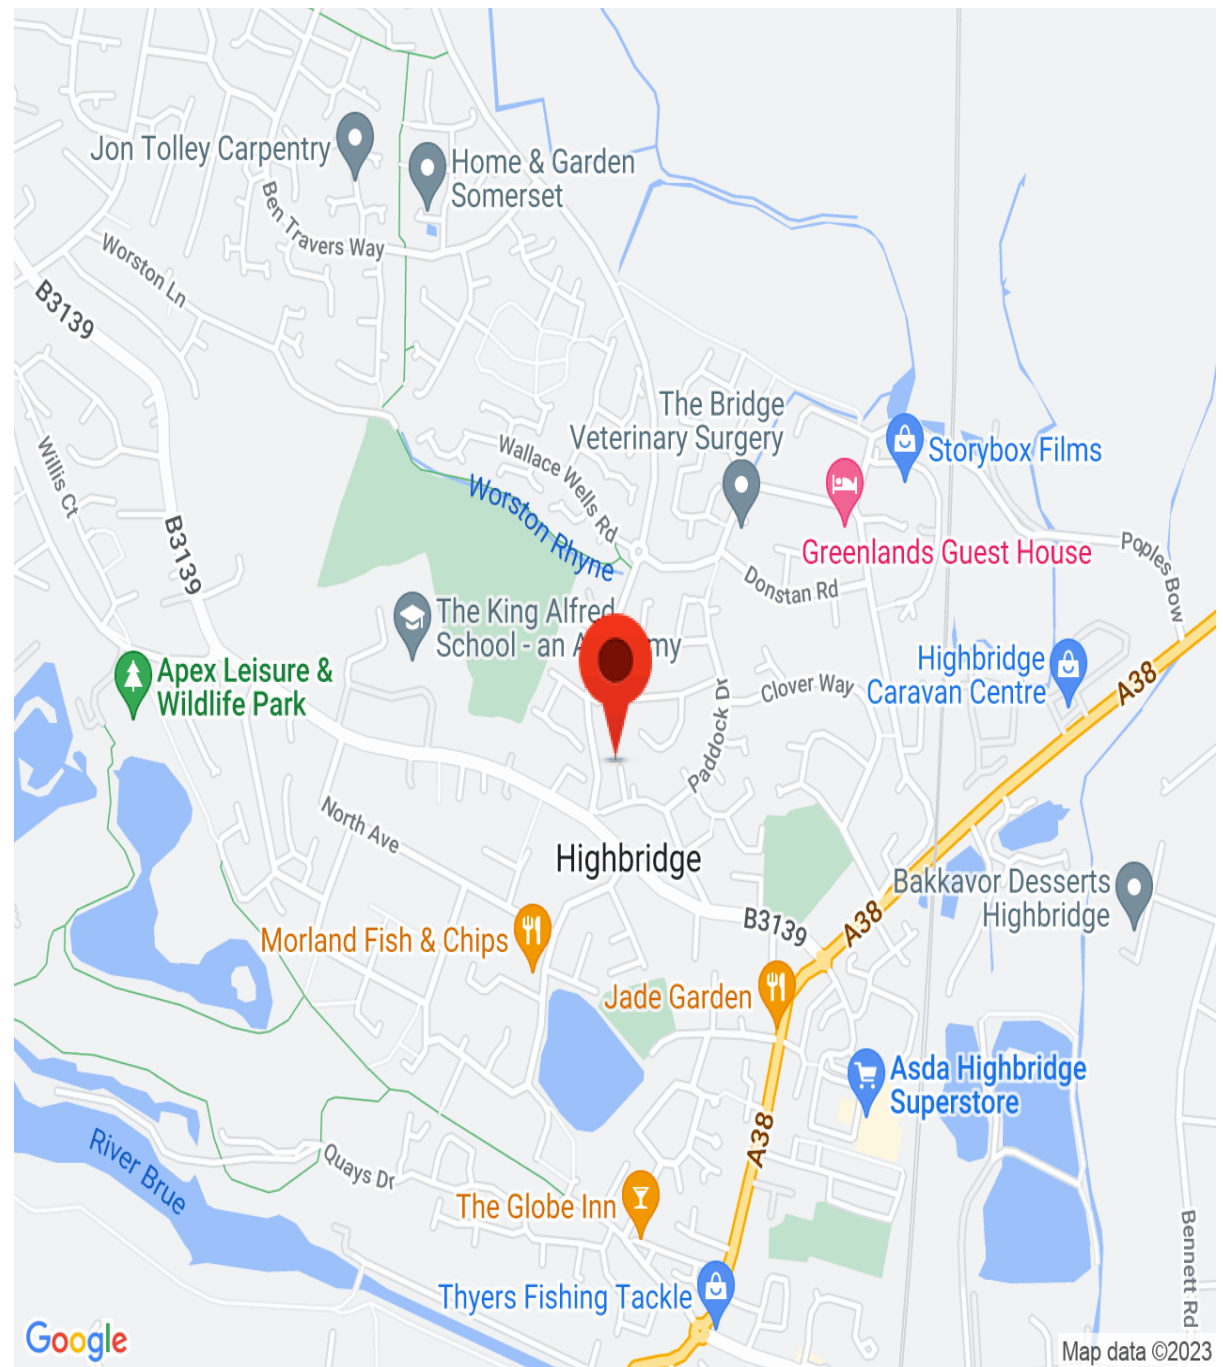 Jon Tolley Carpentry
Home & Garden
Somerset
Ben Travers Way
Worston Ln
B3139
The Bridge
Veterinary Surgery
Wallace Wells Rd
Storybox Films
Willis Ct
Worston Rhyne
B3139
Greenlands Guest House
Poples Bow
Donstan Rd
The King Alfred
School - an A my
Highbridge
Caravan Centre
A38
Apex Leisure &
Wildlife Park
Clover Way
Paddock Dr
North Ave
Highbridge
Bakkavor Desserts
Highbridge
B3139
A38
Morland Fish & Chips
Jade Garden
Asda Highbridge
Superstore
A38
River Brue
Quays Dr
The Globe Inn
Bennett Rd
Thyers Fishing Tackle
Google
Map data ©2023